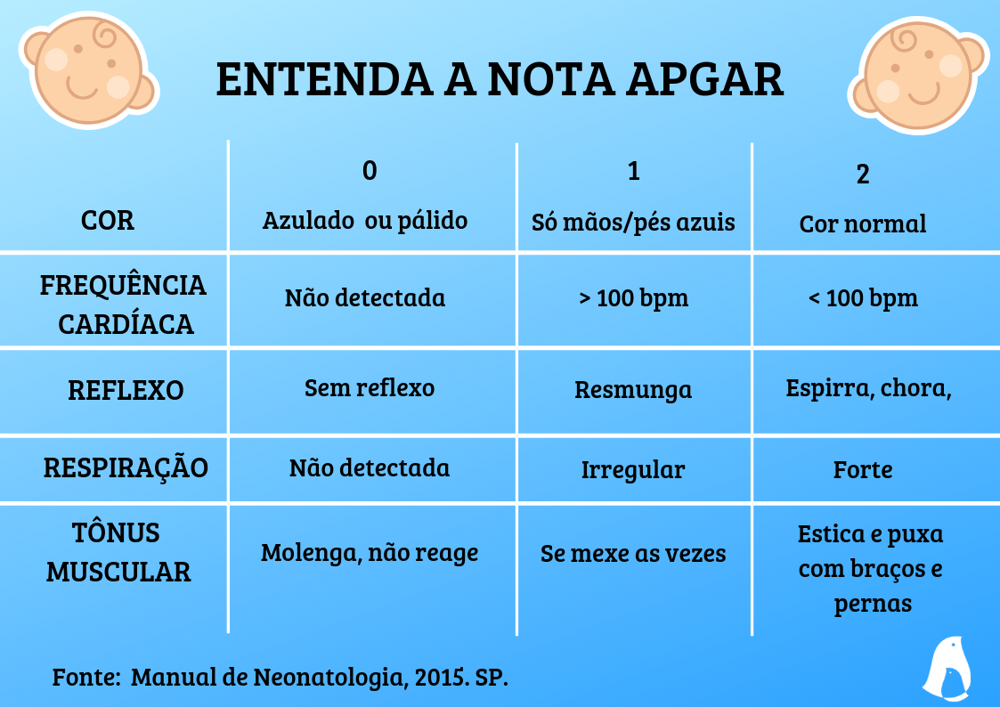 ENTENDA A NOTA APGAR
0 1 2
COR Azulado ou pálido Só mãos/pés azuis Cor normal
FREQUÊNCIA
CARDÍACA Não detectada > 100 bpm < 100 bpm
REFLEXO Sem reflexo Resmunga Espirra, chora,
RESPIRAÇÃO Não detectada Irregular Forte
TÔNUS
MUSCULAR Molenga, não reage Se mexe as vezes Estica e puxa
com braços e
pernas
Fonte: Manual de Neonatologia, 2015. SP.